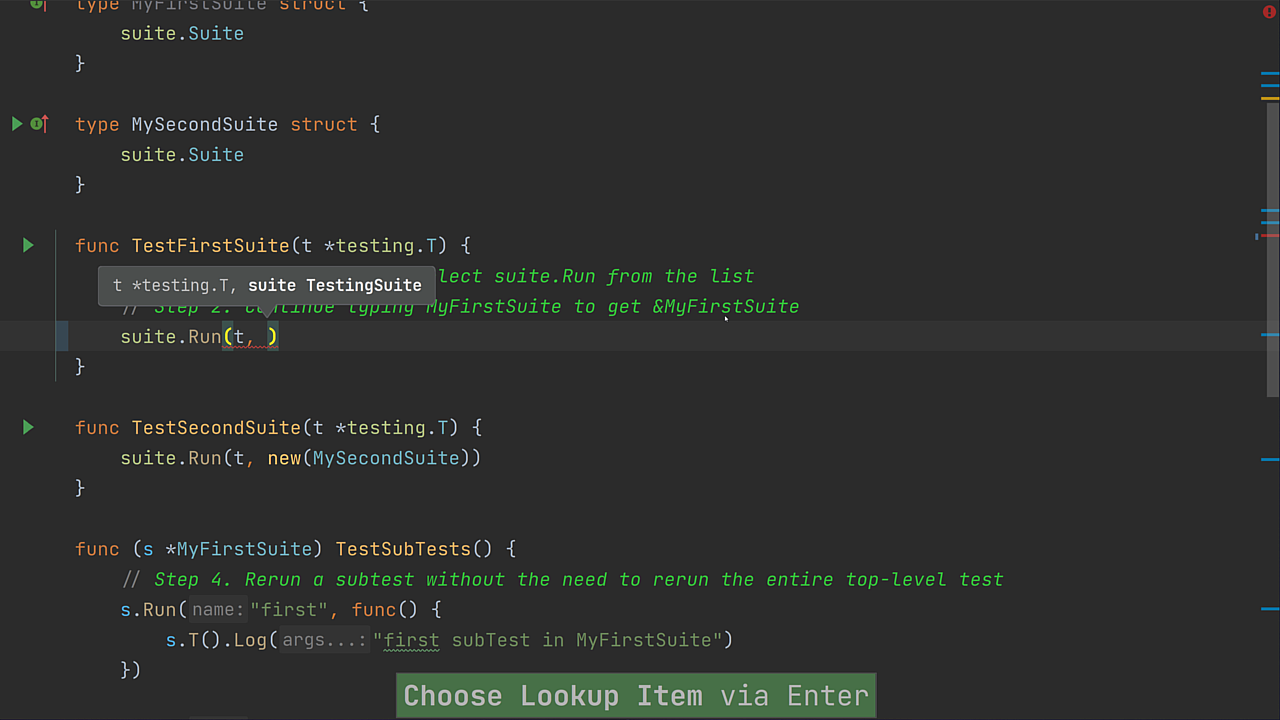 type MyFirstSuite struct {
suite.Suite
}
type MySecondSuite struct {
suite.Suite
}
func TestFirstSuite(t *testing.T) {
lect suite.Run from the list
t *testing.T, suite TestingSuite
// Step 2. Continue typing MyFirstSuite to get &MyFirstSuite
suite.Run(t, )
}
func TestSecondSuite(t *testing.T) {
suite.Run(t, new(MySecondSuite))
}
func (s *MyFirstSuite) TestSubTests() {
// Step 4. Rerun a subtest without the need to rerun the entire top-level test
s.Run(name: "first", func() {
s.T().Log(args...: "first subTest in MyFirstSuite")
})
Choose Lookup Item via Enter